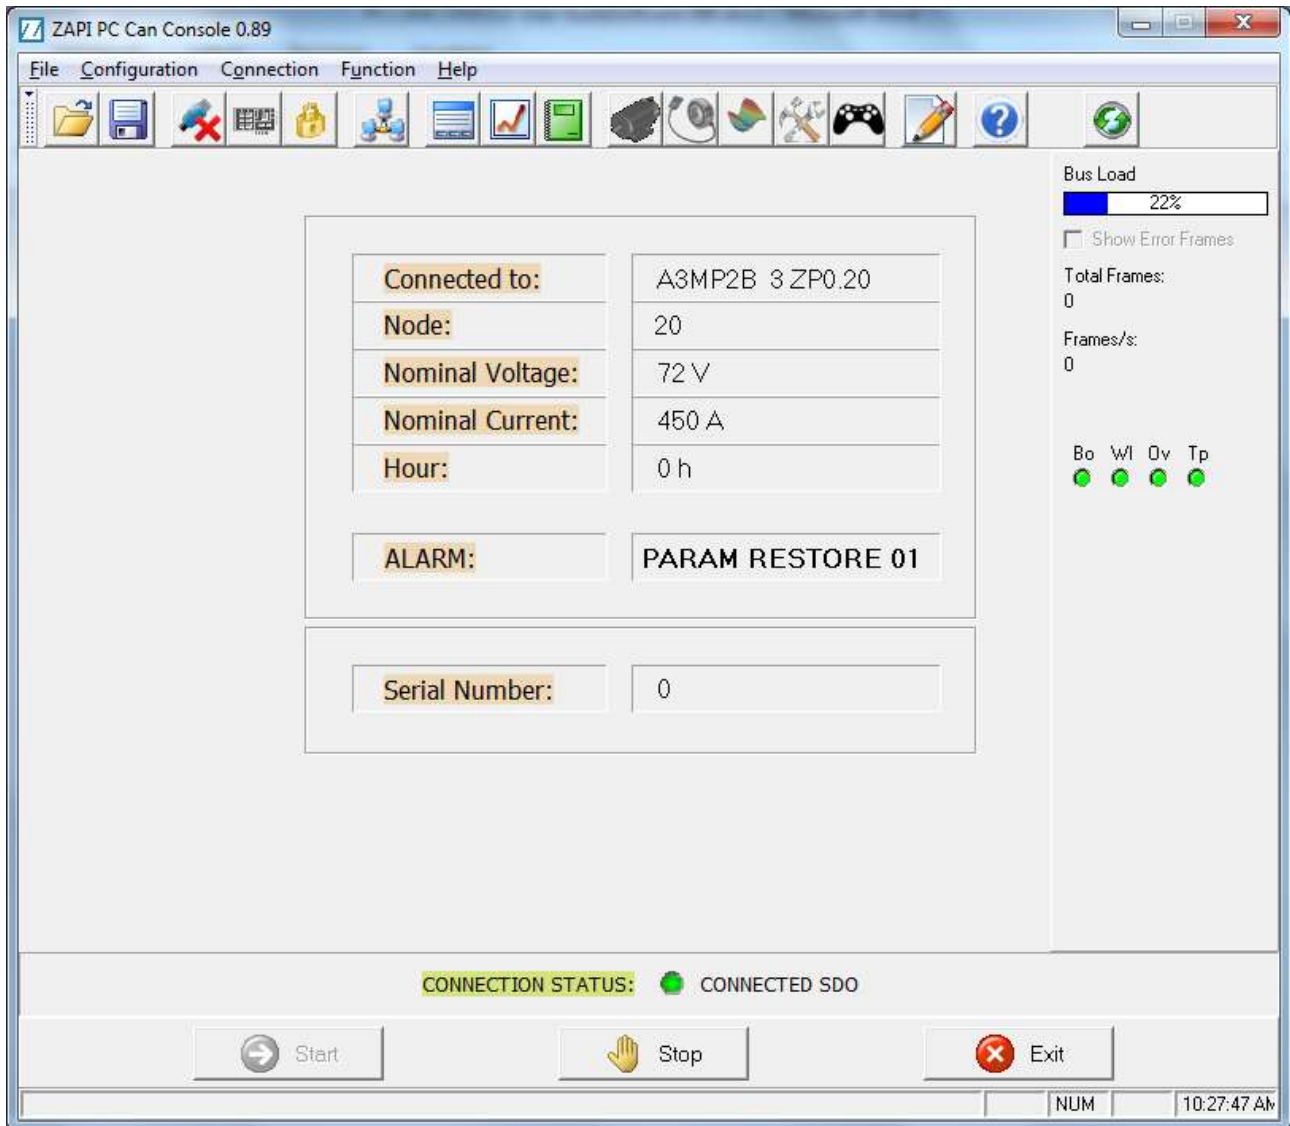 ZAPI PC Can Console 0.89
File Configuration Connection Function Help
Bus Load
22%
Show Error Frames
Total Frames:
0
Frames/s:
0
Bo Wl Ov Tp
Connected to: A3MP2B 3 ZP0.20
Node: 20
Nominal Voltage: 72 V
Nominal Current: 450 A
Hour: 0 h
ALARM: PARAM RESTORE 01
Serial Number: 0
CONNECTION STATUS: CONNECTED SDO
Start Stop Exit
NUM 10:27:47 AM